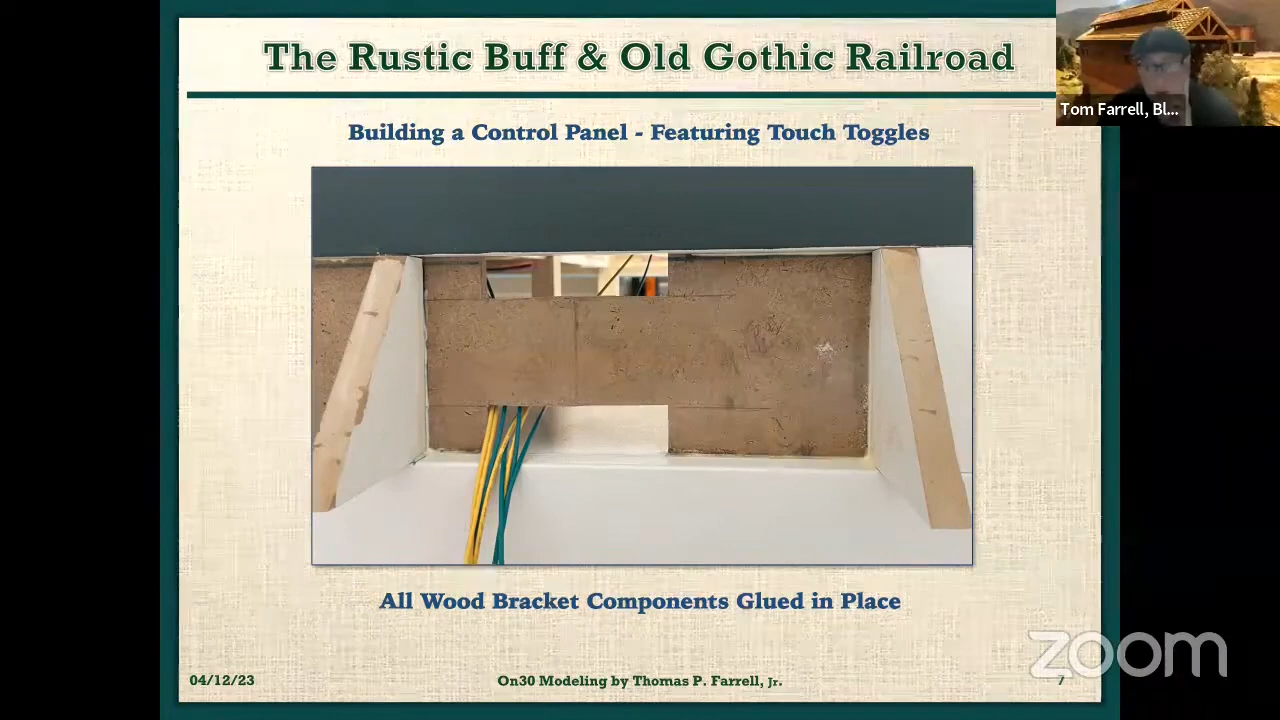 The Rustic Buff & Old Gothic Railroad
Tom Farrell, Bl...
Building a Control Panel - Featuring Touch Toggles
All Wood Bracket Components Glued in Place
zoom
04/12/23
On30 Modeling by Thomas P. Farrell, Jr.
7